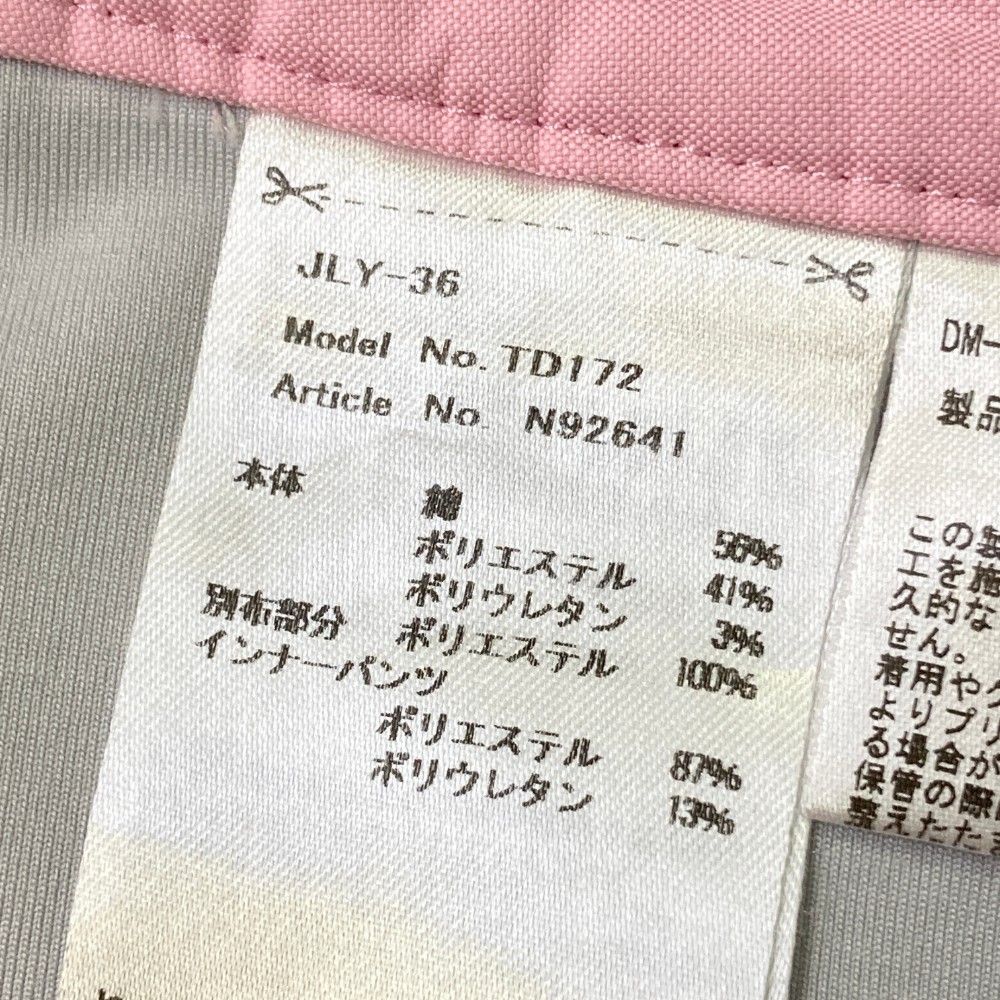 JLY-36
Model No. TD172
Article No. N92641
本体 綿 56%
ポリエステル 41%
ポリウレタン 3%
別布部分 ポリエステル 100%
インナーパンツ
ポリエステル 87%
ポリウレタン 13%
DM-
製品
この製
工を施
久的な
せん。
着用や
よりプリ
る場合が
保管の際
整えたた